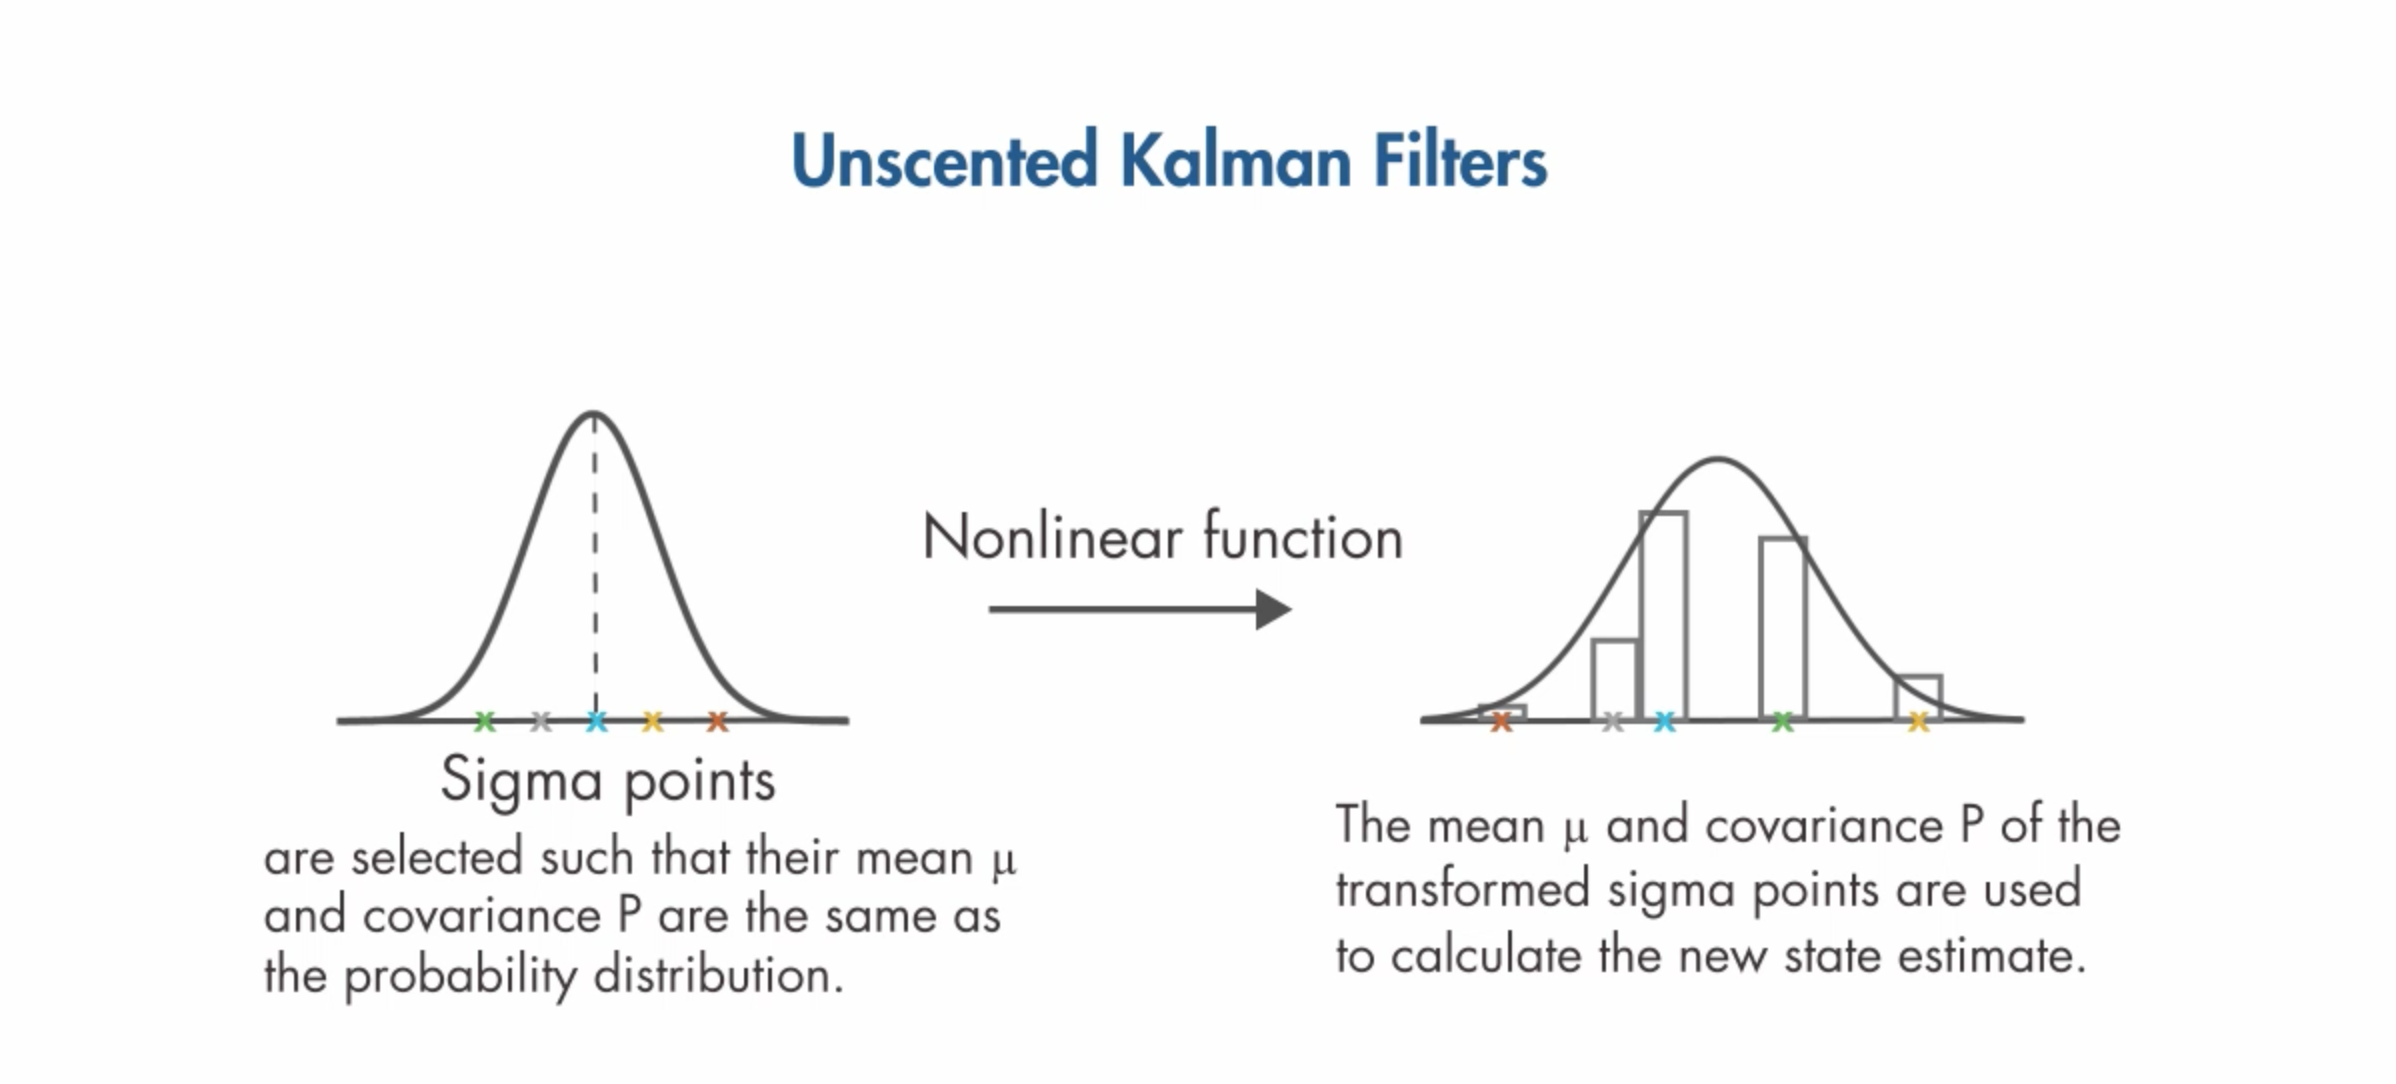 Unscented Kalman Filters
Nonlinear function
Sigma points
are selected such that their mean μ
and covariance P are the same as
the probability distribution.
The mean μ and covariance P of the
transformed sigma points are used
to calculate the new state estimate.